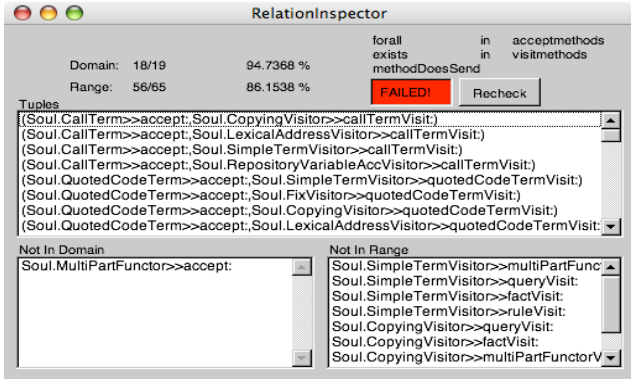 RelationInspector
forall in acceptmethods
exists in visitmethods
methodDoesSend
Domain: 18/19 94.7368 %
Range: 56/65 86.1538 %
FAILED! Recheck
Tuples
(Soul.CallTerm>>accept:,Soul.CopyingVisitor>>callTermVisit:)
(Soul.CallTerm>>accept:,Soul.LexicalAddressVisitor>>callTermVisit:)
(Soul.CallTerm>>accept:,Soul.SimpleTermVisitor>>callTermVisit:)
(Soul.CallTerm>>accept:,Soul.RepositoryVariableAccVisitor>>callTermVisit:)
(Soul.QuotedCodeTerm>>accept:,Soul.SimpleTermVisitor>>quotedCodeTermVisit:)
(Soul.QuotedCodeTerm>>accept:,Soul.FixVisitor>>quotedCodeTermVisit:)
(Soul.QuotedCodeTerm>>accept:,Soul.CopyingVisitor>>quotedCodeTermVisit:)
(Soul.QuotedCodeTerm>>accept:,Soul.LexicalAddressVisitor>>quotedCodeTermVisit:
Not In Domain
Soul.MultiPartFunctor>>accept:
Not In Range
Soul.SimpleTermVisitor>>multiPartFunc
Soul.SimpleTermVisitor>>queryVisit:
Soul.SimpleTermVisitor>>factVisit:
Soul.SimpleTermVisitor>>ruleVisit:
Soul.CopyingVisitor>>queryVisit:
Soul.CopyingVisitor>>factVisit:
Soul.CopyingVisitor>>multiPartFunctorV